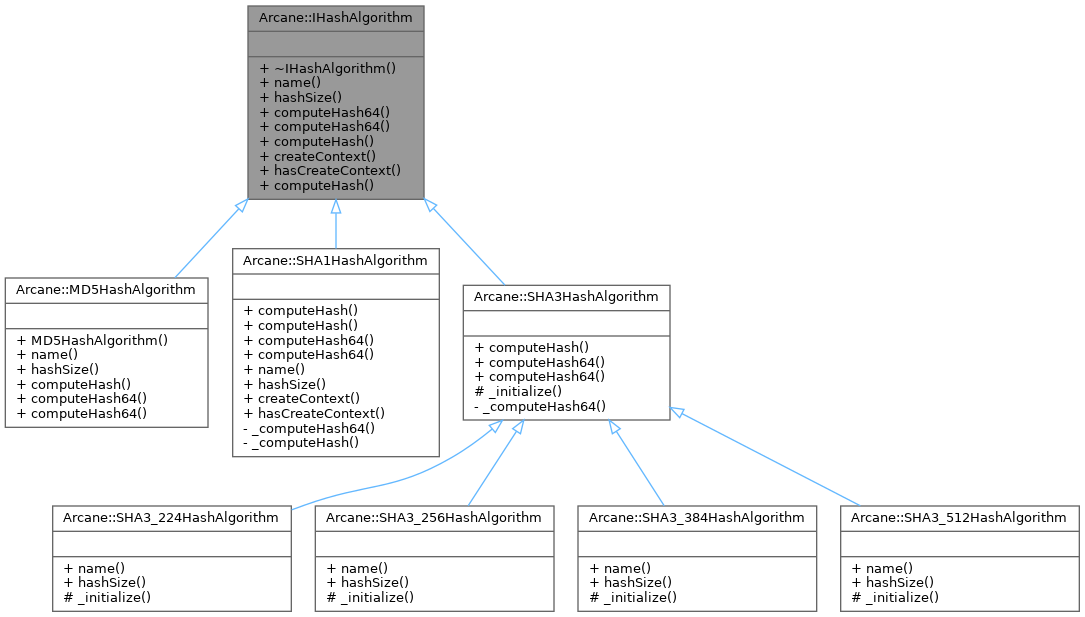 Arcane::IHashAlgorithm
+ ~IHashAlgorithm()
+ name()
+ hashSize()
+ computeHash64()
+ computeHash64()
+ computeHash()
+ createContext()
+ hasCreateContext()
+ computeHash()
Arcane::MD5HashAlgorithm
+ MD5HashAlgorithm()
+ name()
+ hashSize()
+ computeHash()
+ computeHash64()
+ computeHash64()
Arcane::SHA1HashAlgorithm
+ computeHash()
+ computeHash()
+ computeHash64()
+ computeHash64()
+ name()
+ hashSize()
+ createContext()
+ hasCreateContext()
- _computeHash64()
- _computeHash()
Arcane::SHA3HashAlgorithm
+ computeHash()
+ computeHash64()
+ computeHash64()
# _initialize()
- _computeHash64()
Arcane::SHA3_224HashAlgorithm
+ name()
+ hashSize()
# _initialize()
Arcane::SHA3_256HashAlgorithm
+ name()
+ hashSize()
# _initialize()
Arcane::SHA3_384HashAlgorithm
+ name()
+ hashSize()
# _initialize()
Arcane::SHA3_512HashAlgorithm
+ name()
+ hashSize()
# _initialize()